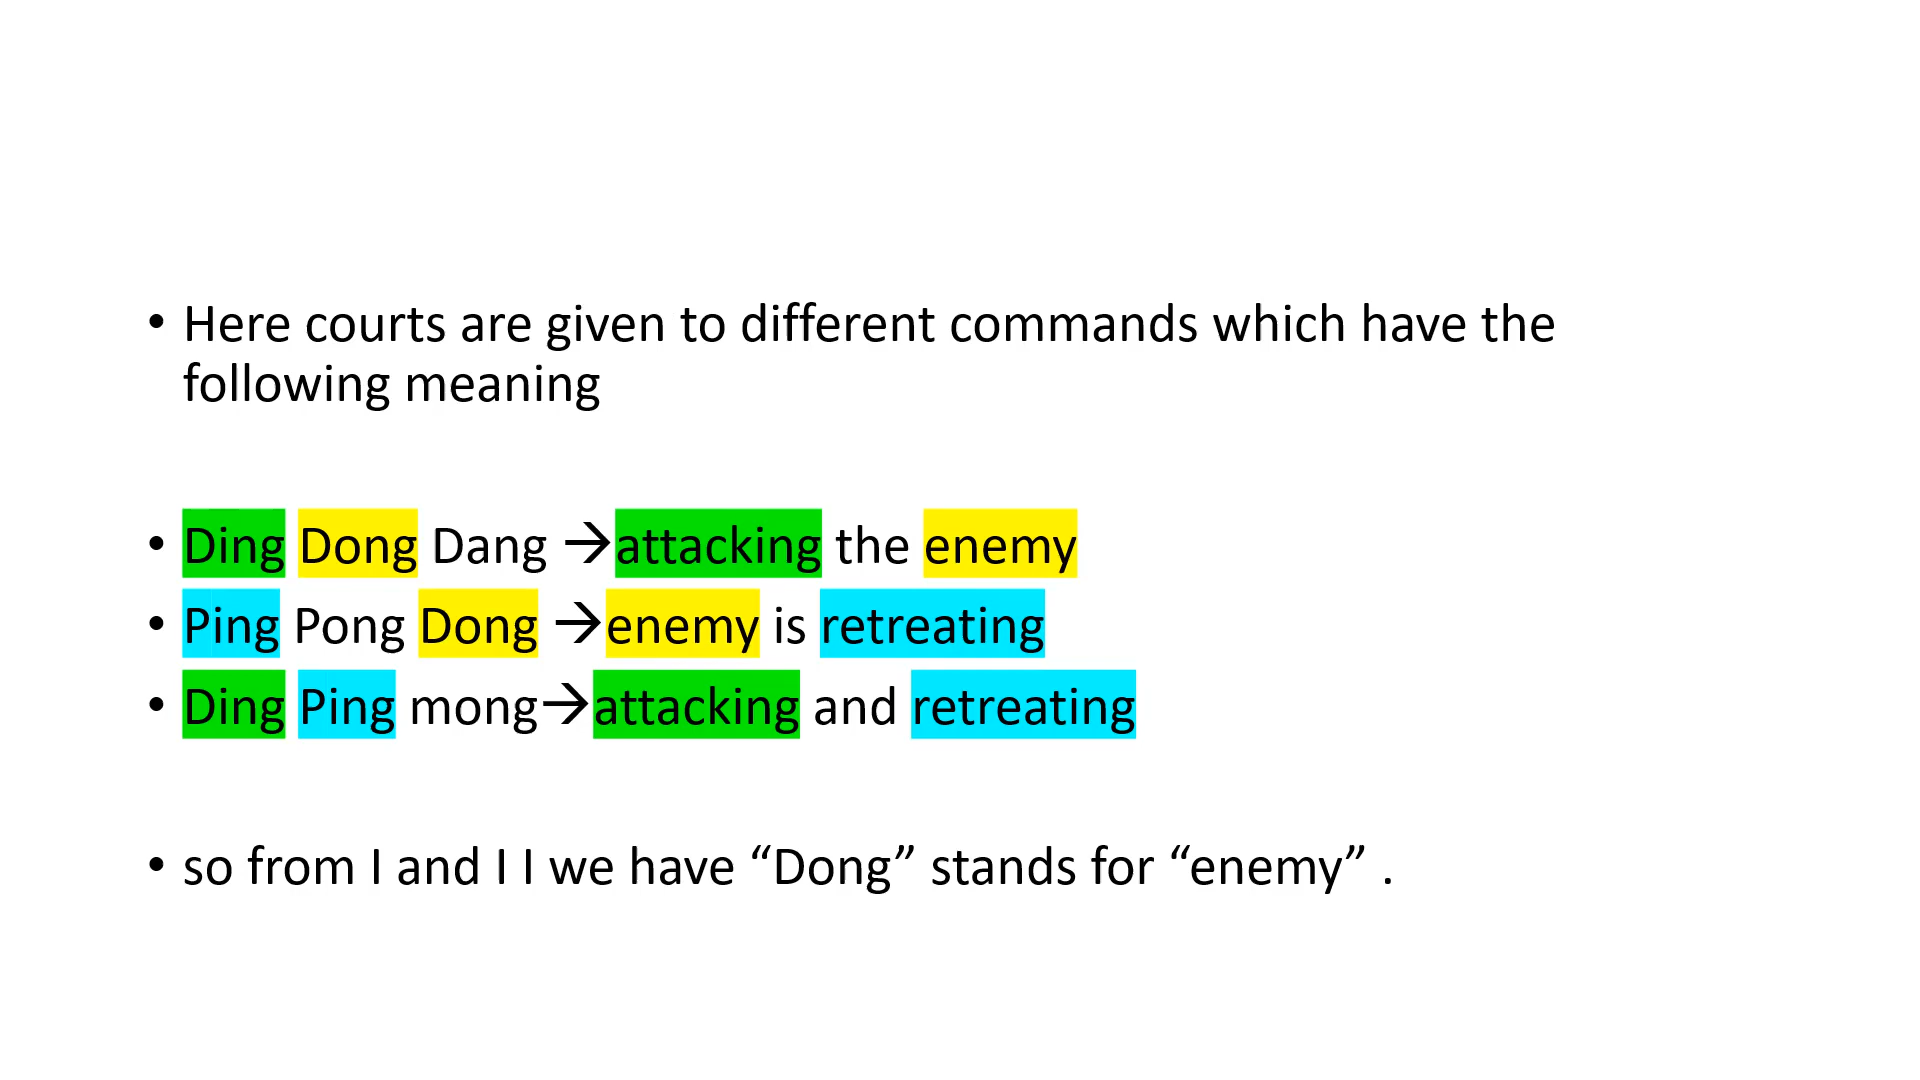 • Here courts are given to different commands which have the
following meaning
• Ding Dong Dang →attacking the enemy
• Ping Pong Dong →enemy is retreating
• Ding Ping mong→attacking and retreating
• so from I and I I we have “Dong” stands for “enemy” .